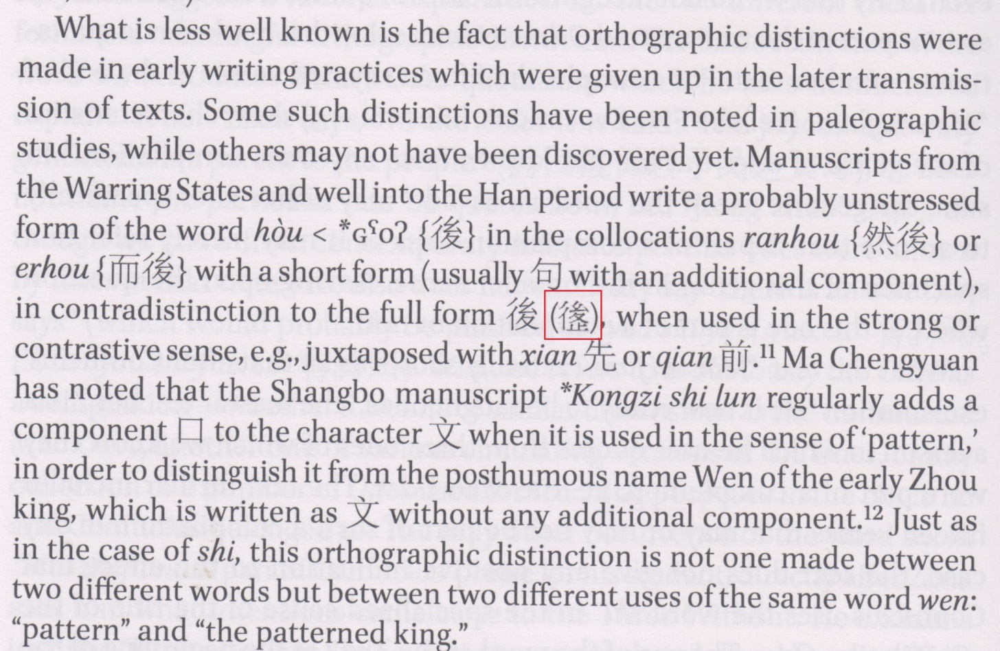 What is less well known is the fact that orthographic distinctions were
made in early writing practices which were given up in the later transmis-
sion of texts. Some such distinctions have been noted in paleographic
studies, while others may not have been discovered yet. Manuscripts from
the Warring States and well into the Han period write a probably unstressed
form of the word hòu < *ɢˤoʔ {後} in the collocations ranhou {然後} or
erhou {而後} with a short form (usually 句 with an additional component),
in contradistinction to the full form 後 (), when used in the strong or
contrastive sense, e.g., juxtaposed with xian 先 or qian 前.¹¹ Ma Chengyuan
has noted that the Shangbo manuscript *Kongzi shi lun regularly adds a
component 口 to the character 文 when it is used in the sense of ‘pattern,’
in order to distinguish it from the posthumous name Wen of the early Zhou
king, which is written as 文 without any additional component.¹² Just as
in the case of shi, this orthographic distinction is not one made between
two different words but between two different uses of the same word wen:
“pattern” and “the patterned king.”